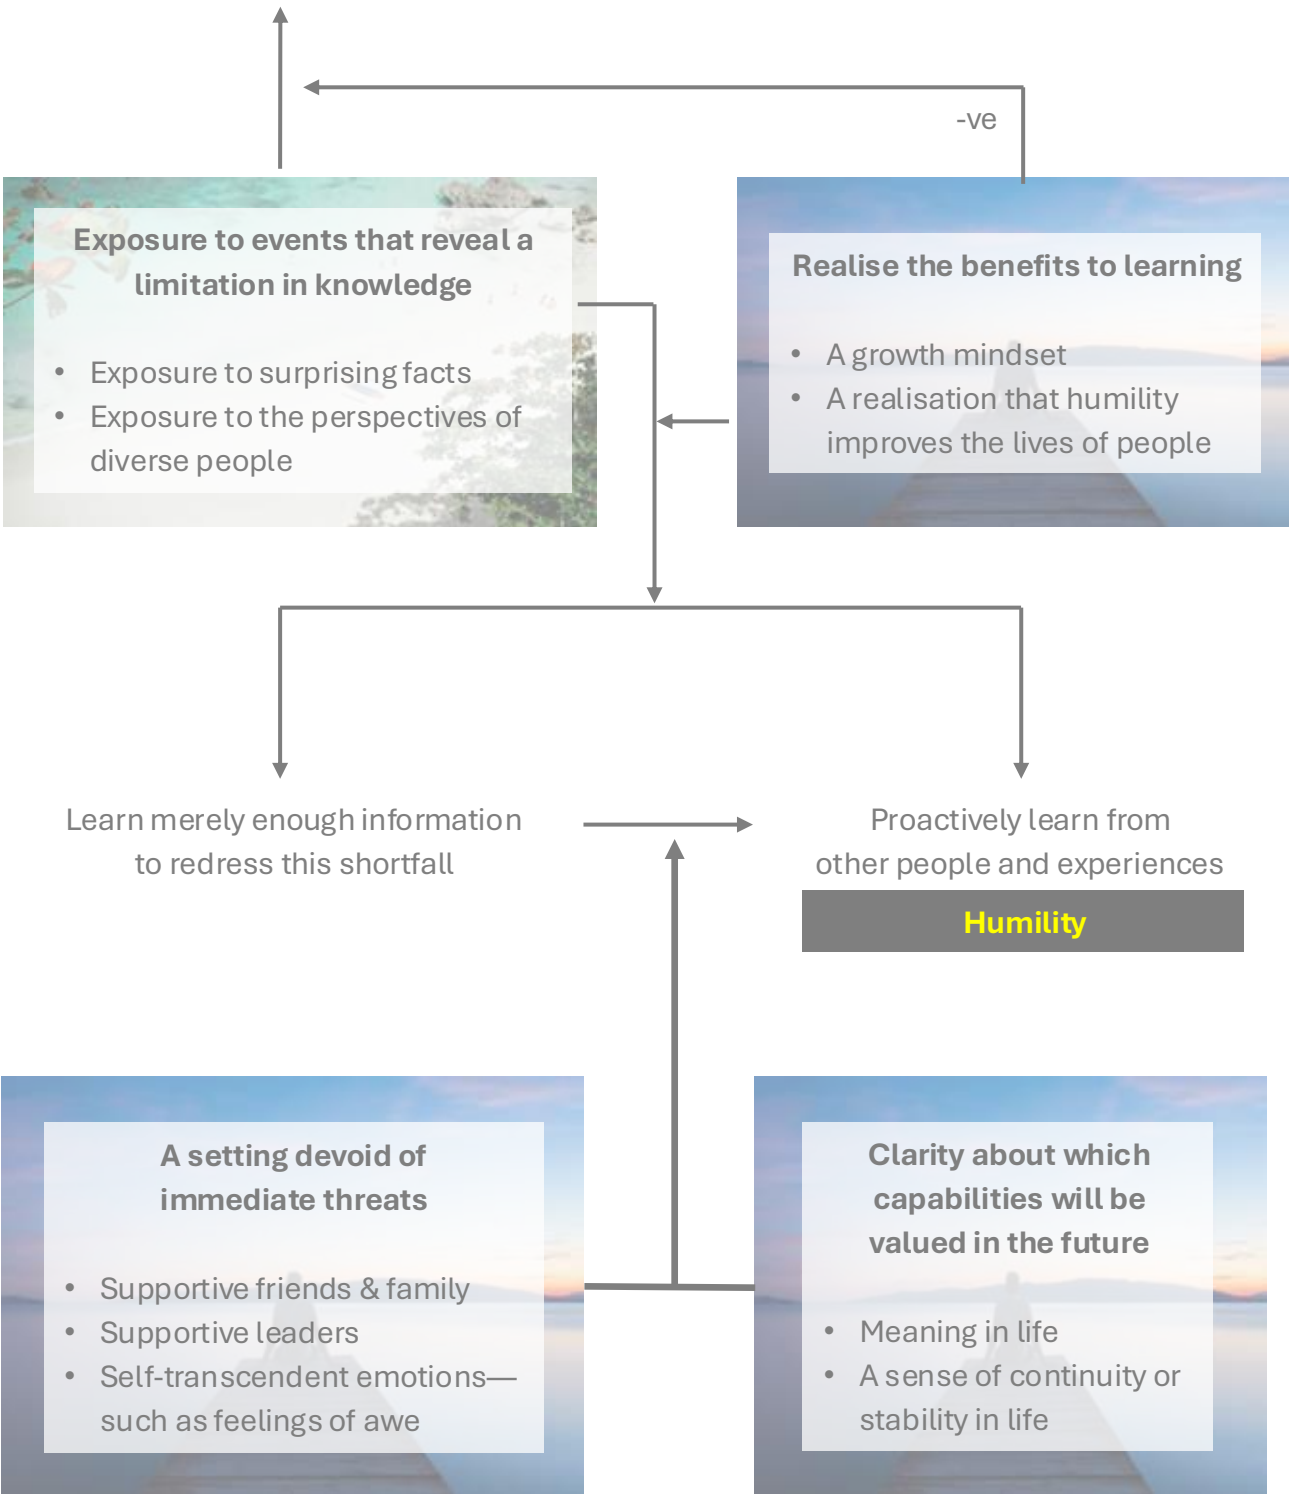 -ve
Exposure to events that reveal a
limitation in knowledge
• Exposure to surprising facts
• Exposure to the perspectives of
diverse people
Realise the benefits to learning
• A growth mindset
• A realisation that humility
improves the lives of people
Learn merely enough information
to redress this shortfall
Proactively learn from
other people and experiences
Humility
A setting devoid of
immediate threats
• Supportive friends & family
• Supportive leaders
• Self-transcendent emotions—
such as feelings of awe
Clarity about which
capabilities will be
valued in the future
• Meaning in life
• A sense of continuity or
stability in life